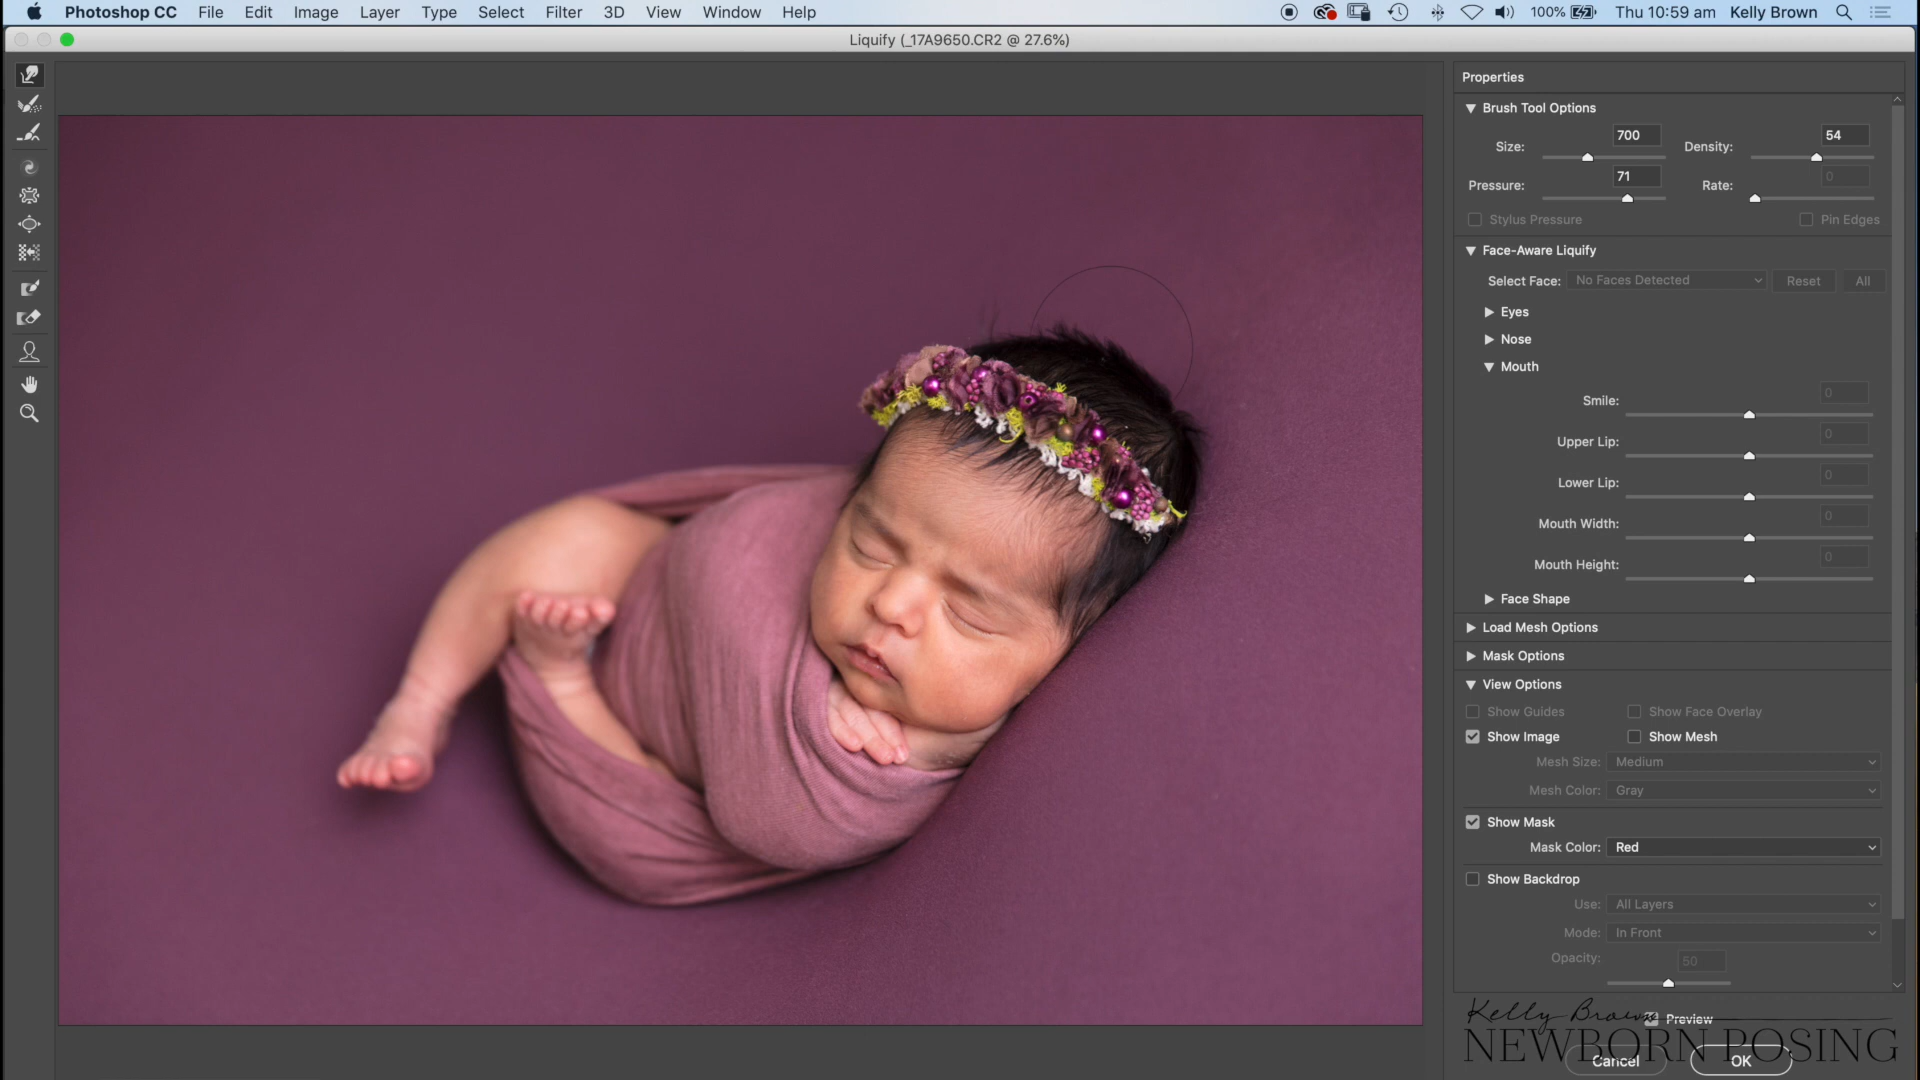 Photoshop CC File Edit Image Layer Type Select Filter 3D View Window Help 100% Thu 10:59 am Kelly Brown
Liquify (_17A9650.CR2 @ 27.6%)
Properties
Brush Tool Options
Size: 700 Density: 54
Pressure: 71 Rate: 0
Stylus Pressure Pin Edges
Face-Aware Liquify
Select Face: No Faces Detected Reset All
Eyes
Nose
Mouth
Smile: 0
Upper Lip: 0
Lower Lip: 0
Mouth Width: 0
Mouth Height: 0
Face Shape
Load Mesh Options
Mask Options
View Options
Show Guides Show Face Overlay
Show Image Show Mesh
Mesh Size: Medium
Mesh Color: Gray
Show Mask
Mask Color: Red
Show Backdrop
Use: All Layers
Mode: In Front
Opacity: 50
Kelly Brown Preview
NEWBORN POSING
Cancel OK